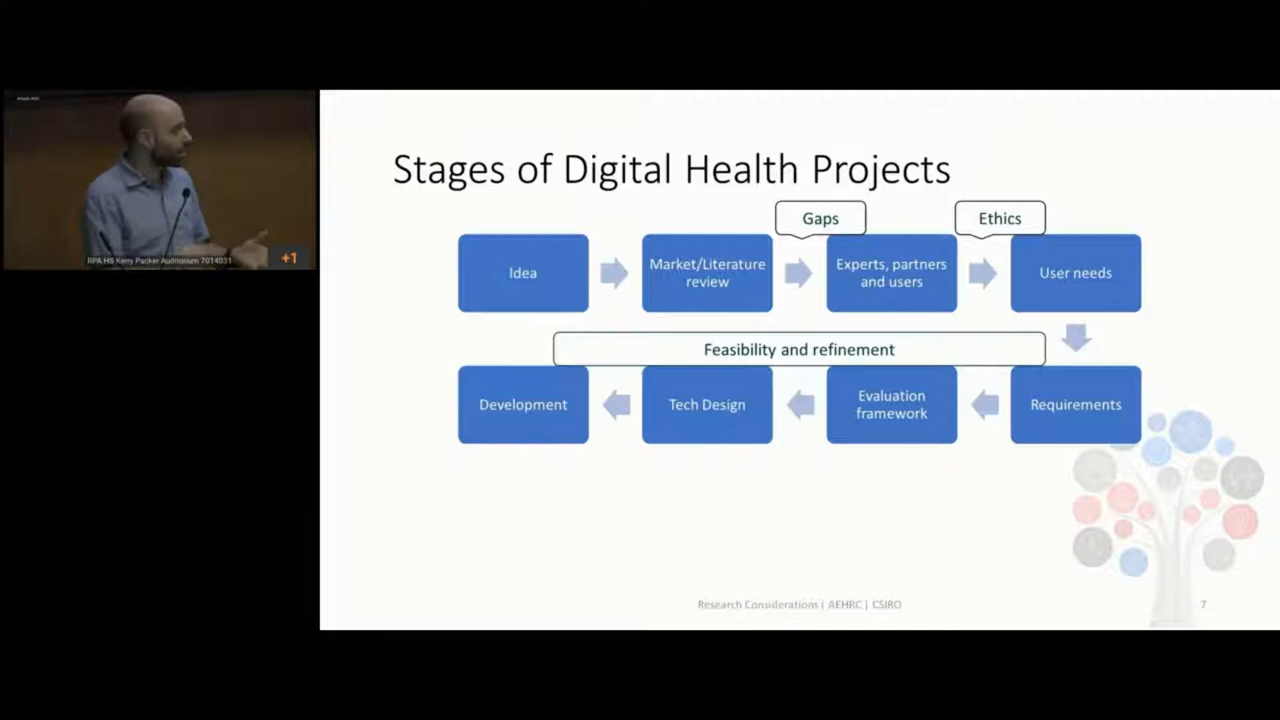 RPA HS Kerry Packer Auditorium 7014031
+1
Stages of Digital Health Projects
Gaps
Ethics
Idea
Market/Literature
review
Experts, partners
and users
User needs
Feasibility and refinement
Development
Tech Design
Evaluation
framework
Requirements
Research Considerations | AEHRC | CSIRO
7